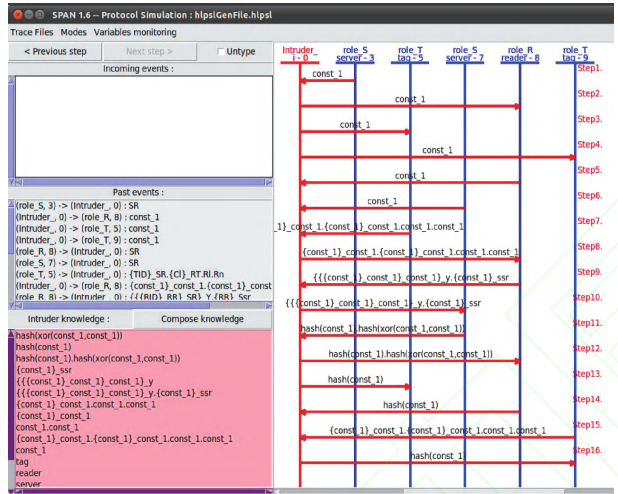 SPAN 1.6 – Protocol Simulation : hlpslGenFile.hlpsl
Trace Files Modes Variables monitoring
< Previous step
Next step >
Untype
Incoming events :
Past events :
(role_S, 3) -> (Intruder_, 0) : SR
(Intruder_, 0) -> (role_R, 8) : const_1
(Intruder_, 0) -> (role_T, 5) : const_1
(Intruder_, 0) -> (role_T, 9) : const_1
(role_R, 8) -> (Intruder_, 0) : SR
(role_S, 7) -> (Intruder_, 0) : SR
(role_T, 5) -> (Intruder_, 0) : {TID}_SR.{CI}_RT.RI.Rn
(Intruder_, 0) -> (role_R, 8) : {const_1}_const_1.{const_1}_const
(role_R, 8) -> (Intruder_, 0) : {{{RID}_RR}_SR}_Y.{RR}_Ssr
Intruder knowledge :
Compose knowledge
hash(xor(const_1,const_1))
hash(const_1)
hash(const_1).hash(xor(const_1,const_1))
{const_1}_ssr
{{{const_1}_const_1}_const_1}_y
{{{const_1}_const_1}_const_1}_y.{const_1}_ssr
{const_1}_const_1.const_1.const_1
{const_1}_const_1
const_1.const_1
{const_1}_const_1.{const_1}_const_1.const_1.const_1
const_1
tag
reader
server
Intruder_ role_S role_T role_S role_R role_T
i - 0 server - 3 tag - 5 server - 7 reader - 8 tag - 9
Step1.
const_1
Step2.
const_1
Step3.
const_1
Step4.
const_1
Step5.
const_1
Step6.
const_1
Step7.
_1}_const_1.{const_1}_const_1.const_1.const_1
Step8.
{const_1}_const_1.{const_1}_const_1.const_1.const_1
Step9.
{{{const_1}_const_1}_const_1}_y.{const_1}_ssr
Step10.
{{{const_1}_const_1}_const_1}_y.{const_1}_ssr
Step11.
hash(const_1).hash(xor(const_1,const_1))
Step12.
hash(const_1).hash(xor(const_1,const_1))
Step13.
hash(const_1)
Step14.
hash(const_1)
Step15.
{const_1}_const_1.{const_1}_const_1.const_1.const_1
Step16.
hash(const_1)